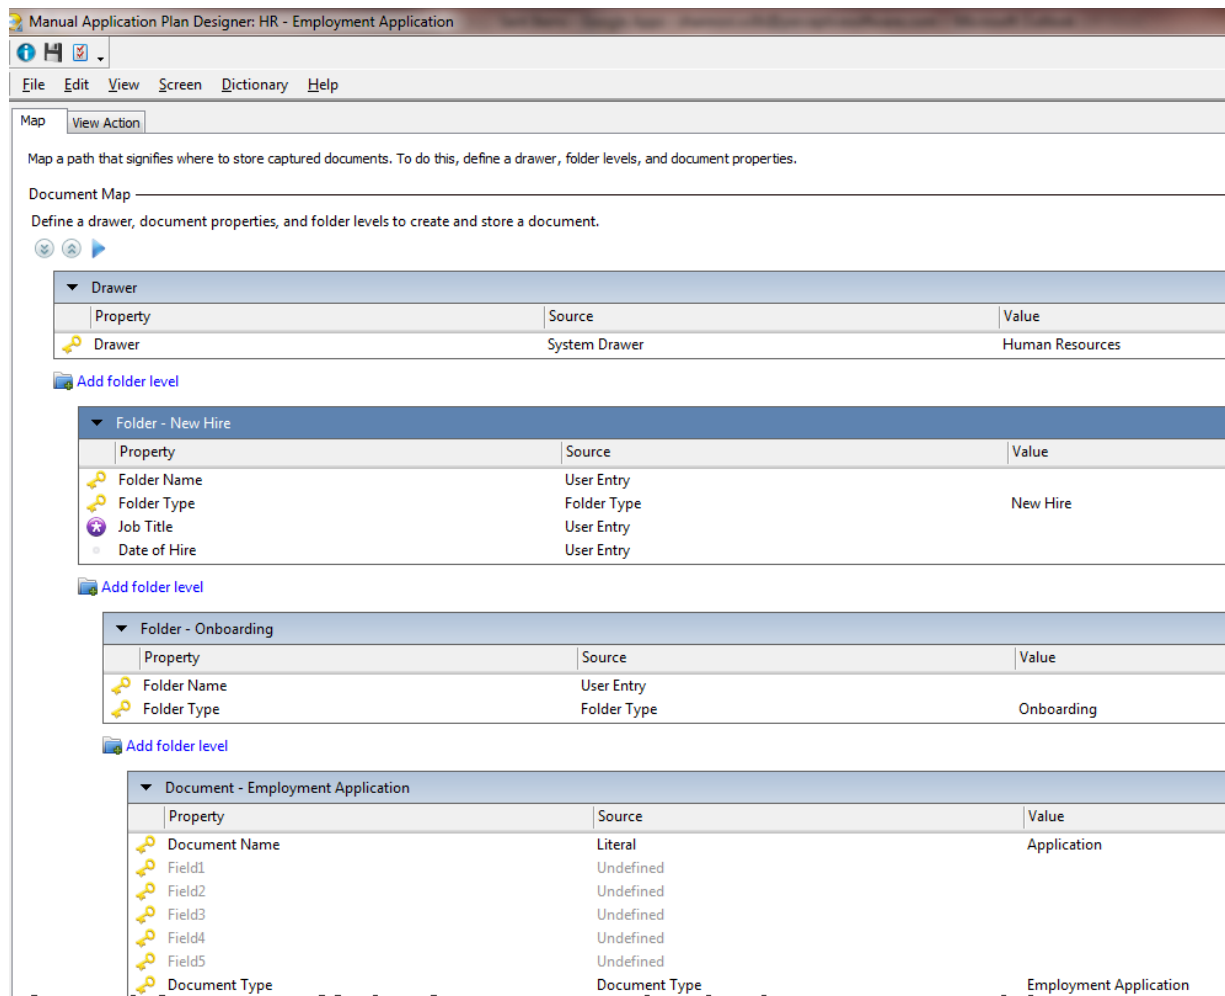 Manual Application Plan Designer: HR - Employment Application
File Edit View Screen Dictionary Help
Map View Action
Map a path that signifies where to store captured documents. To do this, define a drawer, folder levels, and document properties.
Document Map
Define a drawer, document properties, and folder levels to create and store a document.
Drawer
Property Source Value
Drawer System Drawer Human Resources
Add folder level
Folder - New Hire
Property Source Value
Folder Name User Entry
Folder Type Folder Type New Hire
Job Title User Entry
Date of Hire User Entry
Add folder level
Folder - Onboarding
Property Source Value
Folder Name User Entry
Folder Type Folder Type Onboarding
Add folder level
Document - Employment Application
Property Source Value
Document Name Literal Application
Field1 Undefined
Field2 Undefined
Field3 Undefined
Field4 Undefined
Field5 Undefined
Document Type Document Type Employment Application